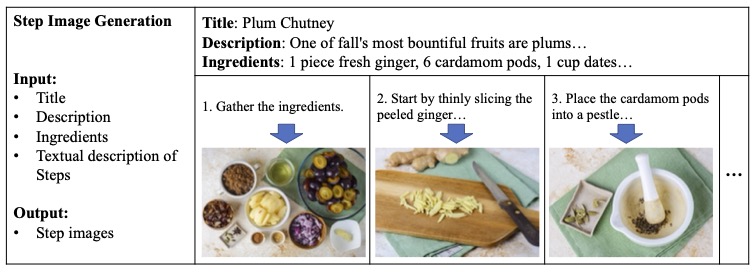 Step Image Generation
Input:
• Title
• Description
• Ingredients
• Textual description of
Steps
Output:
• Step images
Title: Plum Chutney
Description: One of fall's most bountiful fruits are plums…
Ingredients: 1 piece fresh ginger, 6 cardamom pods, 1 cup dates…
1. Gather the ingredients.
2. Start by thinly slicing the
peeled ginger…
3. Place the cardamom pods
into a pestle…
…